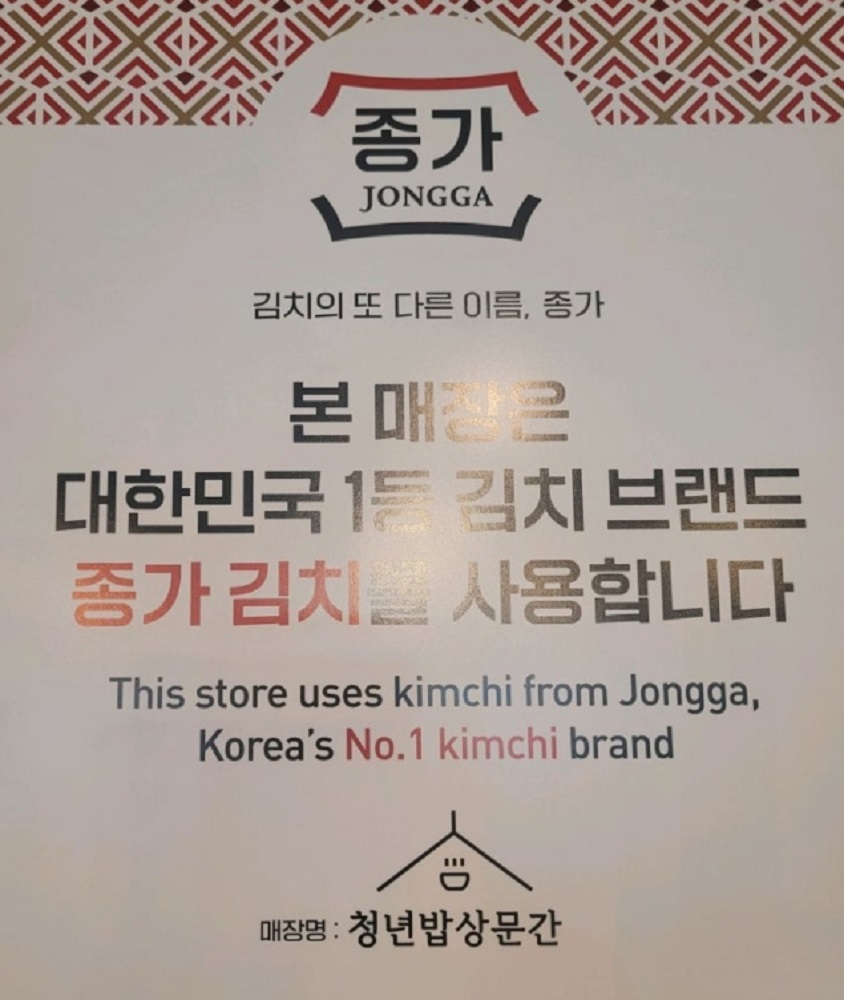 종가
JONGGA
김치의 또 다른 이름, 종가
본 매장은
대한민국 1등 김치 브랜드
종가 김치를 사용합니다
This store uses kimchi from Jongga,
Korea's No.1 kimchi brand
매장명 : 청년밥상문간